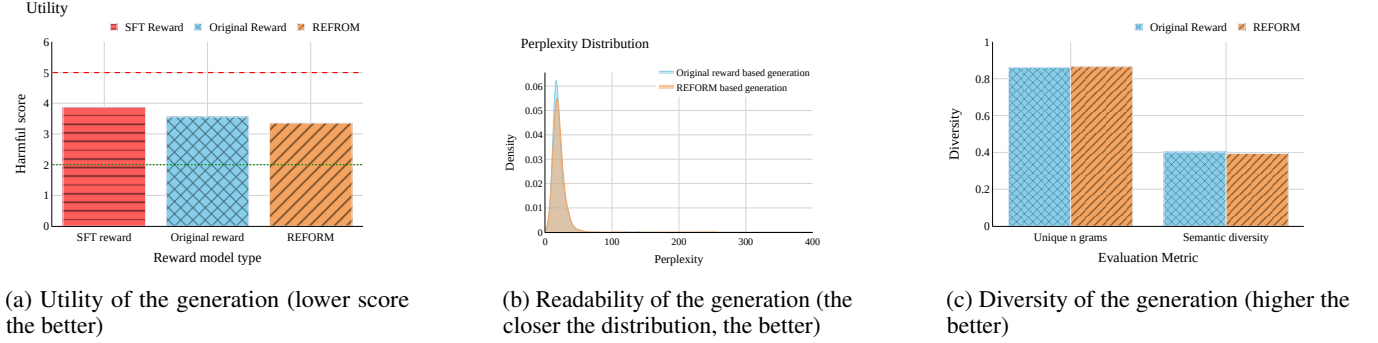 Utility
SFT Reward Original Reward REFROM
6
5
4
3
2
1
0
Harmful score
SFT reward Original reward REFORM
Reward model type
(a) Utility of the generation (lower score
the better)
Perplexity Distribution
Original reward based generation
REFORM based generation
0.06
0.05
0.04
0.03
0.02
0.01
0
Density
0 100 200 300 400
Perplexity
(b) Readability of the generation (the
closer the distribution, the better)
Original Reward REFORM
1
0.8
0.6
0.4
0.2
0
Diversity
Unique n grams Semantic diversity
Evaluation Metric
(c) Diversity of the generation (higher the
better)